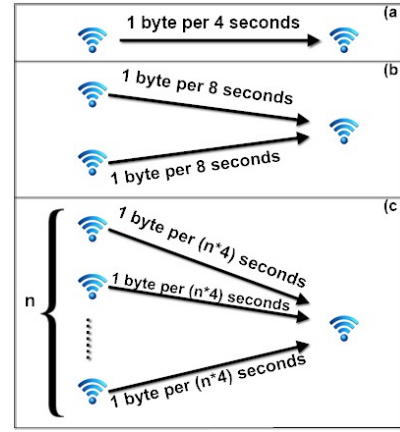 (a)
1 byte per 4 seconds
(b)
1 byte per 8 seconds
1 byte per 8 seconds
(c
n
1 byte per (n*4) seconds
1 byte per (n*4) seconds
1 byte per (n*4) seconds